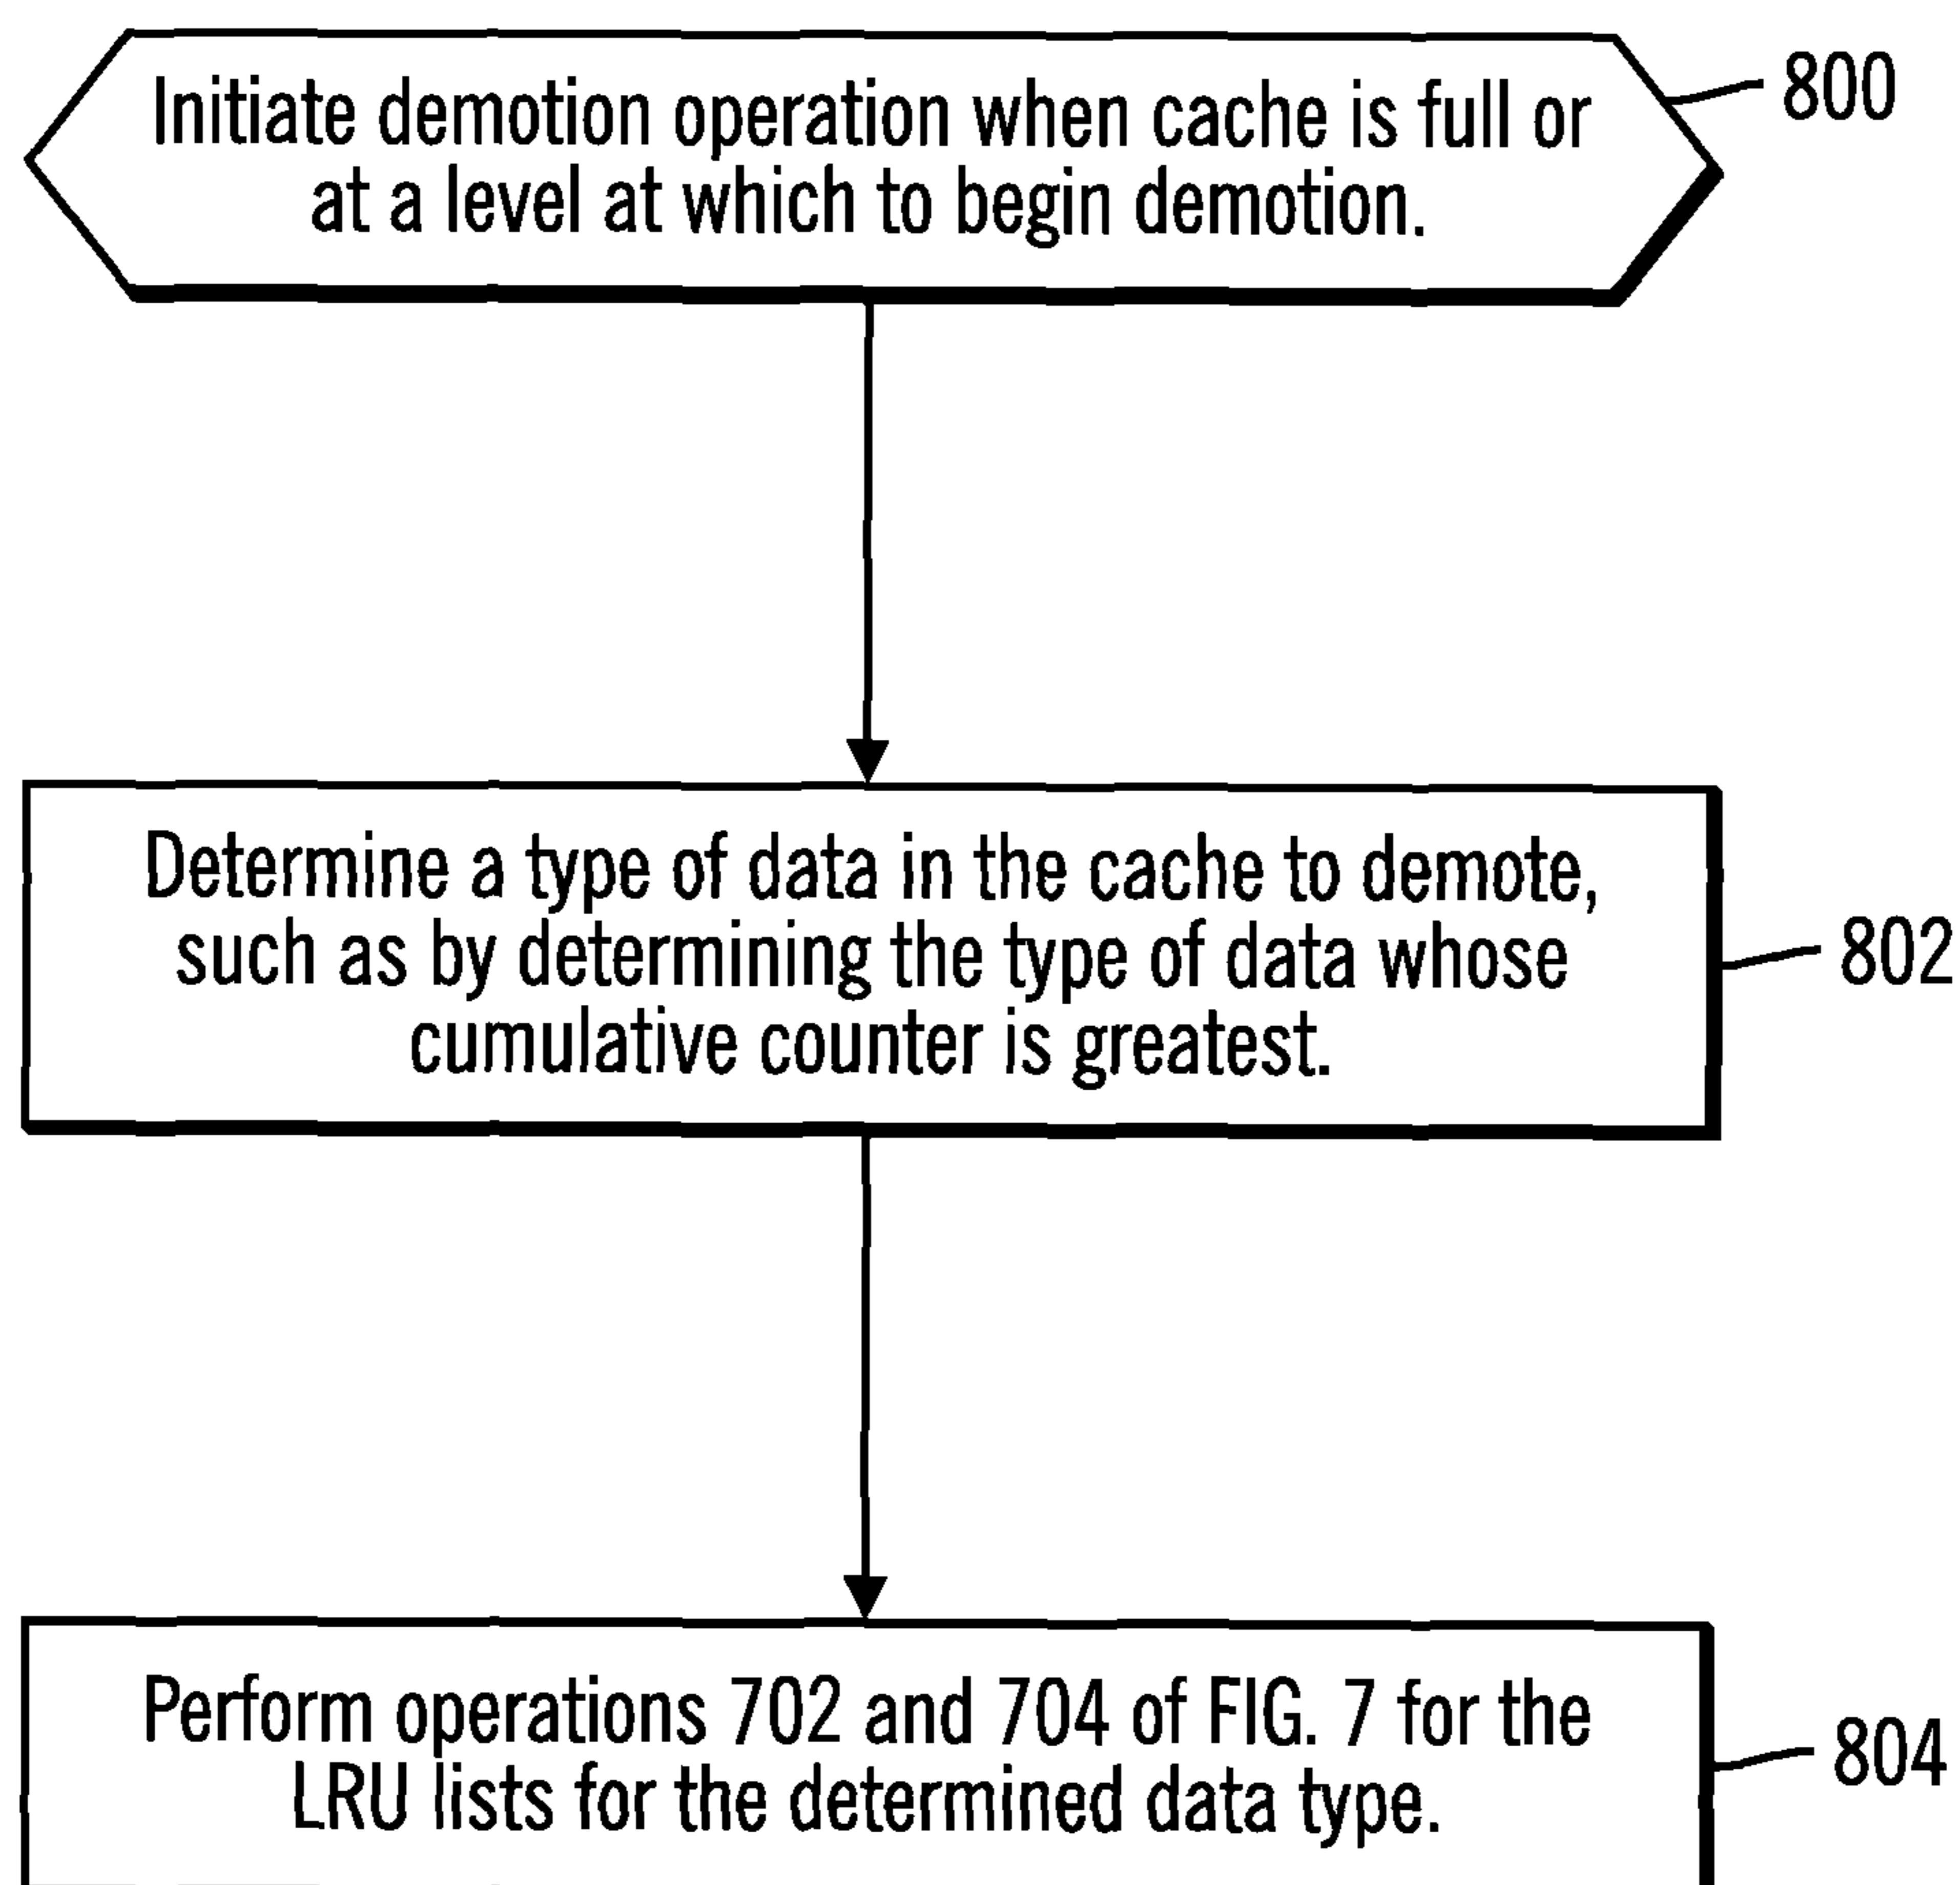 Initiate demotion operation when cache is full or
at a level at which to begin demotion.
800
Determine a type of data in the cache to demote,
such as by determining the type of data whose
cumulative counter is greatest.
802
Perform operations 702 and 704 of FIG. 7 for the
LRU lists for the determined data type.
804